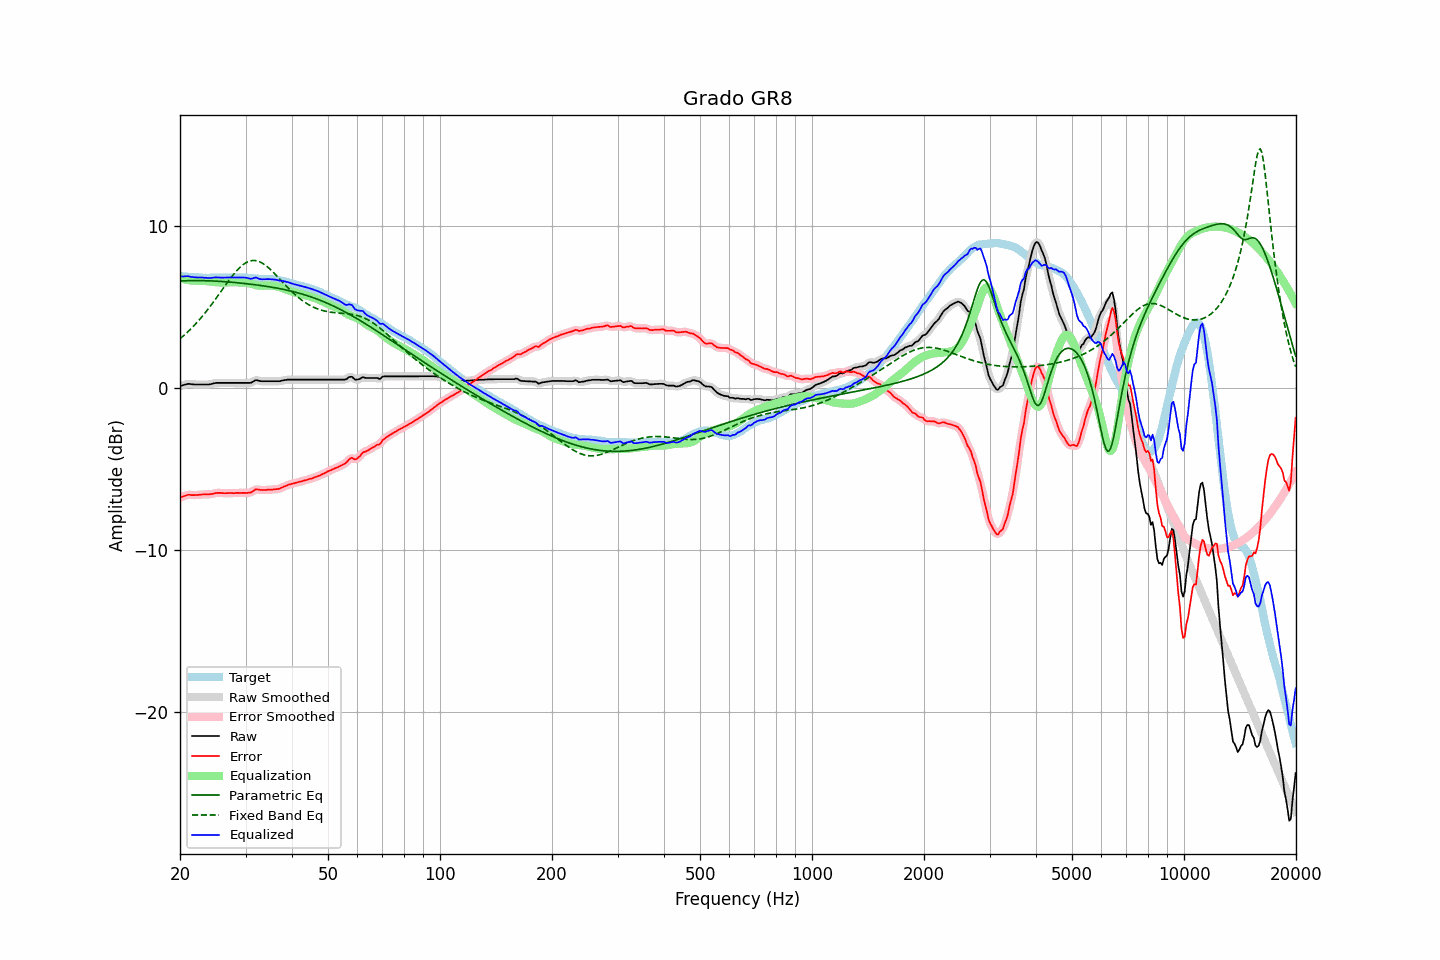 Grado GR8
Amplitude (dBr)
10
0
−10
−20
Target
Raw Smoothed
Error Smoothed
Raw
Error
Equalization
Parametric Eq
Fixed Band Eq
Equalized
20 50 100 200 500 1000 2000 5000 10000 20000
Frequency (Hz)